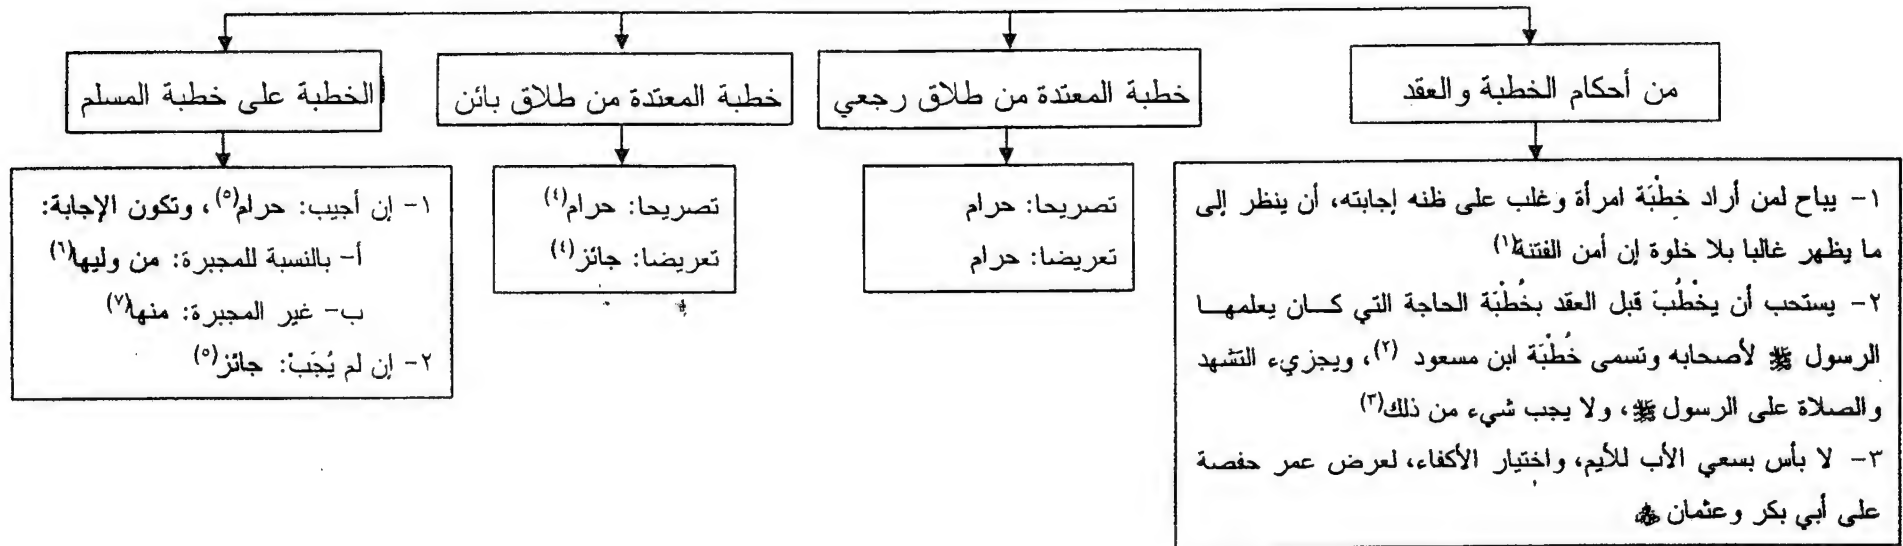 من أحكام الخطبة والعقد
١- يباح لمن أراد خِطْبَة امرأة وغلب على ظنه إجابته، أن ينظر إلى
ما يظهر غالبا بلا خلوة إن أمن الفتنة(١)
٢- يستحب أن يخْطُبَ قبل العقد بخُطْبَة الحاجة التي كان يعلمها
الرسول ﷺ لأصحابه وتسمى خُطْبَة ابن مسعود (٢)، ويجزيء التشهد
والصلاة على الرسول ﷺ، ولا يجب شيء من ذلك(٣)
٣- لا بأس بسعي الأب للأيم، واختيار الأكفاء، لعرض عمر حفصة
على أبي بكر وعثمان ﷺ
خطبة المعتدة من طلاق رجعي
تصريحا: حرام
تعريضا: حرام
خطبة المعتدة من طلاق بائن
تصريحا: حرام(٤)
تعريضا: جائز(٤)
الخطبة على خطبة المسلم
١- إن أجيب: حرام(٥)، وتكون الإجابة:
أ- بالنسبة للمجبرة: من وليها(٦)
ب- غير المجبرة: منها(٧)
٢- إن لم يُجَبْ: جائز(٥)